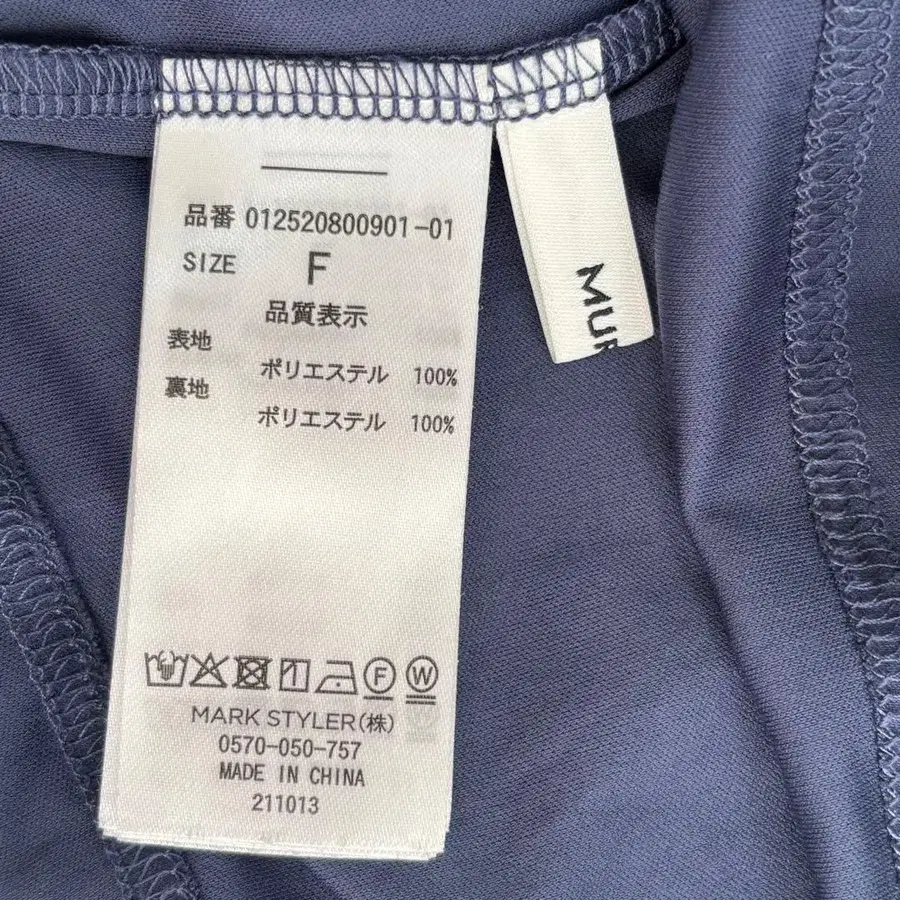 品番 012520800901-01
SIZE F
品質表示
表地 ポリエステル 100%
裏地 ポリエステル 100%
F W
MARK STYLER(株)
0570-050-757
MADE IN CHINA
211013
MU